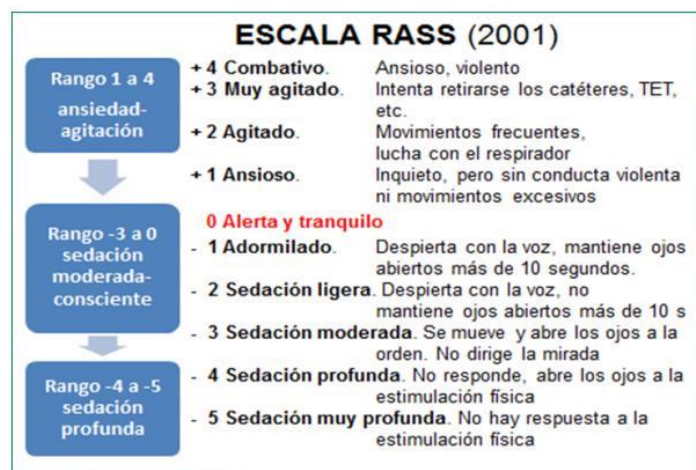 ESCALA RASS (2001)
Rango 1 a 4
ansiedad-
agitación
+ 4 Combativo. Ansioso, violento
+ 3 Muy agitado. Intenta retirarse los catéteres, TET,
etc.
+ 2 Agitado. Movimientos frecuentes,
lucha con el respirador
+ 1 Ansioso. Inquieto, pero sin conducta violenta
ni movimientos excesivos
Rango -3 a 0
sedación
moderada-
consciente
0 Alerta y tranquilo
- 1 Adormilado. Despierta con la voz, mantiene ojos
abiertos más de 10 segundos.
- 2 Sedación ligera. Despierta con la voz, no
mantiene ojos abiertos más de 10 s
- 3 Sedación moderada. Se mueve y abre los ojos a la
orden. No dirige la mirada
Rango -4 a -5
sedación
profunda
- 4 Sedación profunda. No responde, abre los ojos a la
estimulación física
- 5 Sedación muy profunda. No hay respuesta a la
estimulación física